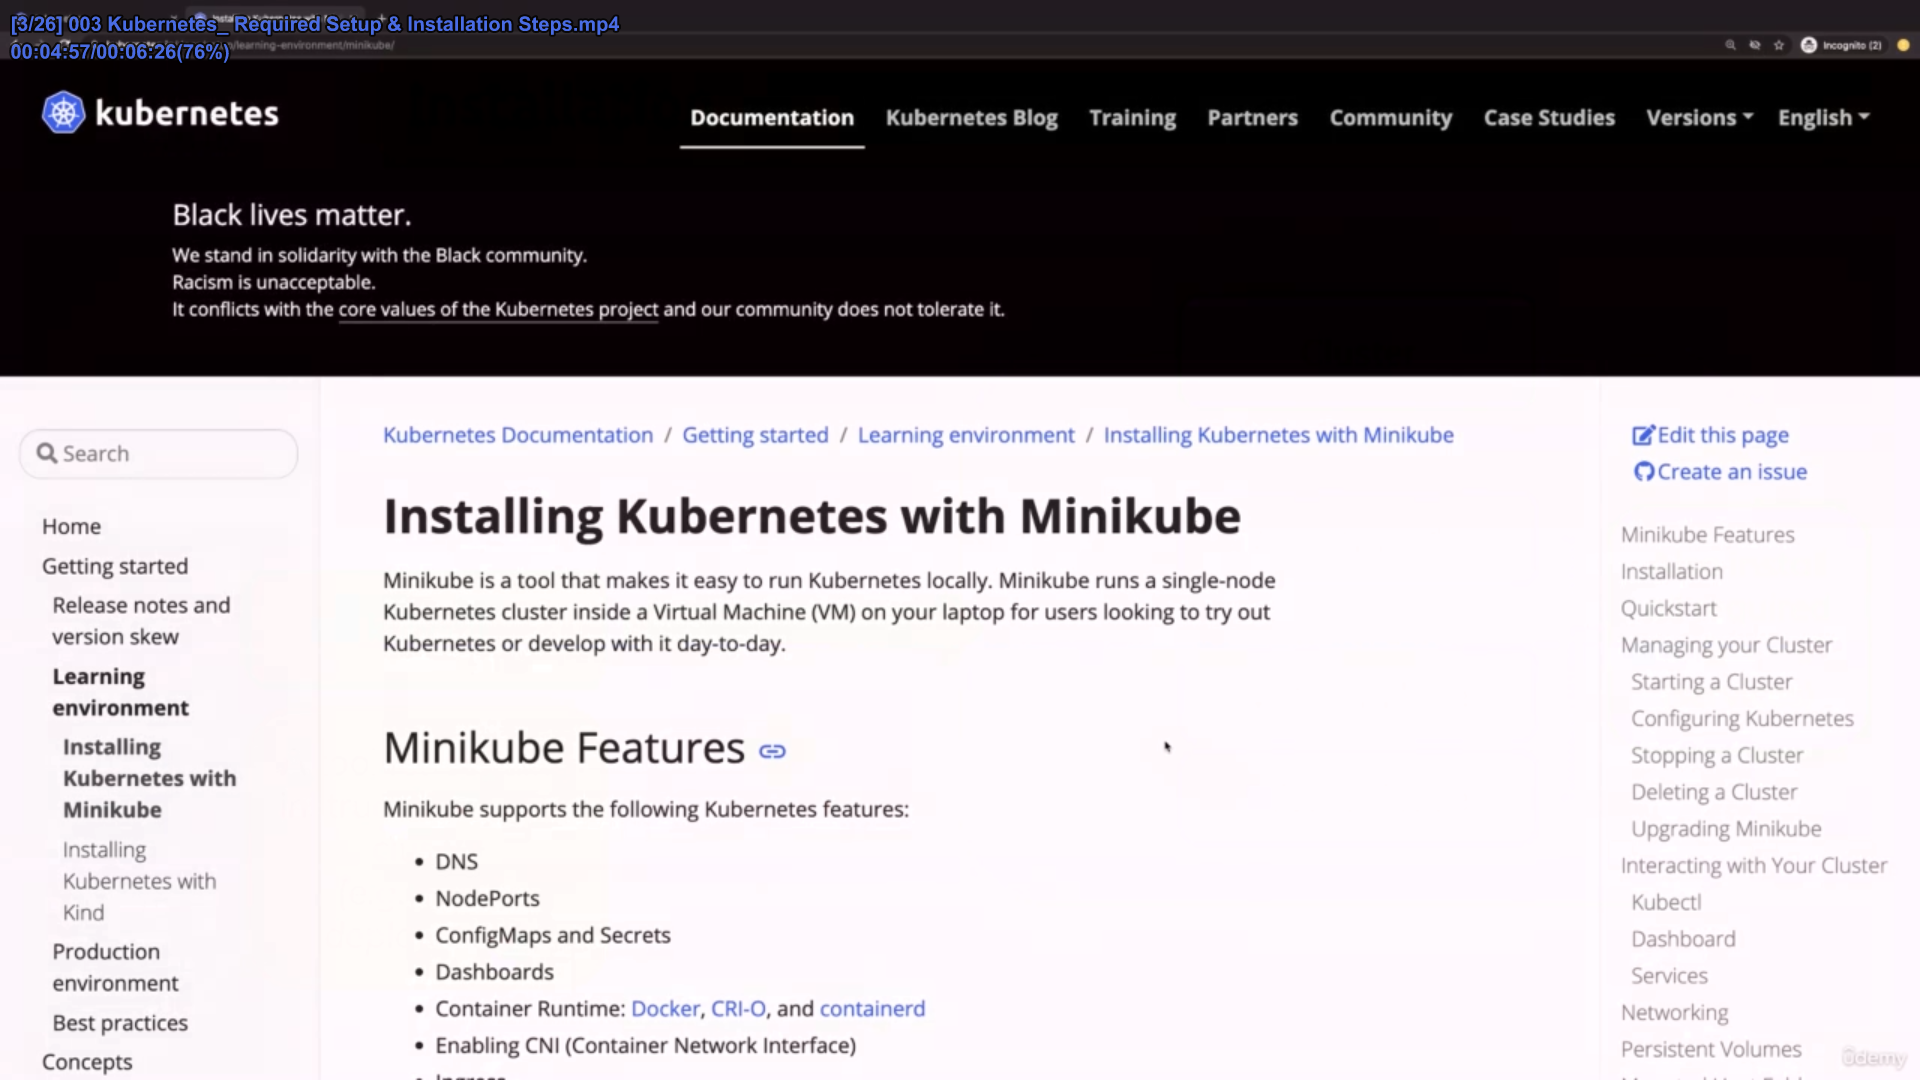 [3/26] 003 Kubernetes_ Required Setup & Installation Steps.mp4
00:04:57/00:06:26(76%)
/learning-environment/minikube/
Incognito (2)
kubernetes
Documentation
Kubernetes Blog
Training
Partners
Community
Case Studies
Versions
English
Black lives matter.
We stand in solidarity with the Black community.
Racism is unacceptable.
It conflicts with the core values of the Kubernetes project and our community does not tolerate it.
Search
Home
Getting started
Release notes and
version skew
Learning
environment
Installing
Kubernetes with
Minikube
Installing
Kubernetes with
Kind
Production
environment
Best practices
Concepts
Kubernetes Documentation / Getting started / Learning environment / Installing Kubernetes with Minikube
Installing Kubernetes with Minikube
Minikube is a tool that makes it easy to run Kubernetes locally. Minikube runs a single-node
Kubernetes cluster inside a Virtual Machine (VM) on your laptop for users looking to try out
Kubernetes or develop with it day-to-day.
Minikube Features
Minikube supports the following Kubernetes features:
• DNS
• NodePorts
• ConfigMaps and Secrets
• Dashboards
• Container Runtime: Docker, CRI-O, and containerd
• Enabling CNI (Container Network Interface)
• Ingress
Edit this page
Create an issue
Minikube Features
Installation
Quickstart
Managing your Cluster
Starting a Cluster
Configuring Kubernetes
Stopping a Cluster
Deleting a Cluster
Upgrading Minikube
Interacting with Your Cluster
Kubectl
Dashboard
Services
Networking
Persistent Volumes
ûdemy